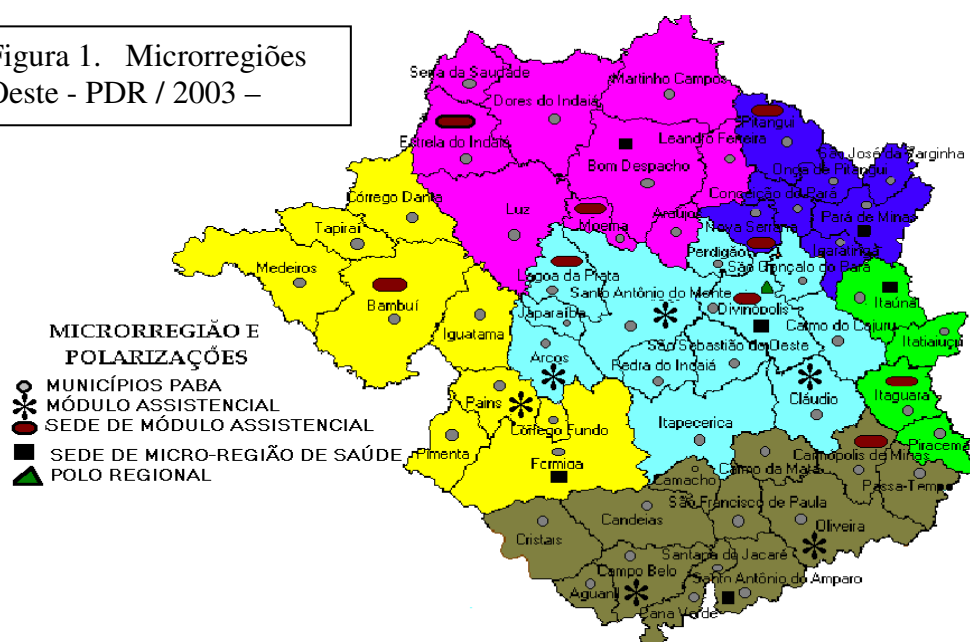 Figura 1. Microrregiões
Oeste - PDR / 2003 –
Serra da Saudade
Martinho Campos
Dores do Indaiá
Pitangui
Estrela do Indaiá
Leandro Ferreira
São José da Varginha
Bom Despacho
Onça de Pitangui
Conceição do Pará
Córrego Danta
Luz
Araújos
Pará de Minas
Moema
Nova Serrana
Tapiraí
Igaratinga
Perdigão
São Gonçalo do Pará
Medeiros
Lagoa da Prata
Itaúna
Santo Antônio do Monte
Bambuí
Divinópolis
Japaraíba
Carmo do Cajuru
Iguatama
Itatiaiuçu
São Sebastião do Oeste
Arcos
Pedra do Indaiá
MICRORREGIÃO E
POLARIZAÇÕES
MUNICÍPIOS PABA
MÓDULO ASSISTENCIAL
SEDE DE MÓDULO ASSISTENCIAL
SEDE DE MICRO-REGIÃO DE SAÚDE
POLO REGIONAL
Itaguara
Pains
Cláudio
Itapecerica
Córrego Fundo
Piracema
Pimenta
Carmópolis de Minas
Formiga
Carmo da Mata
Camacho
Passa-Tempo
São Francisco de Paula
Candeias
Oliveira
Cristais
Santana de Jacaré
Campo Belo
Santo Antônio do Amparo
Aguanil
Cana Verde